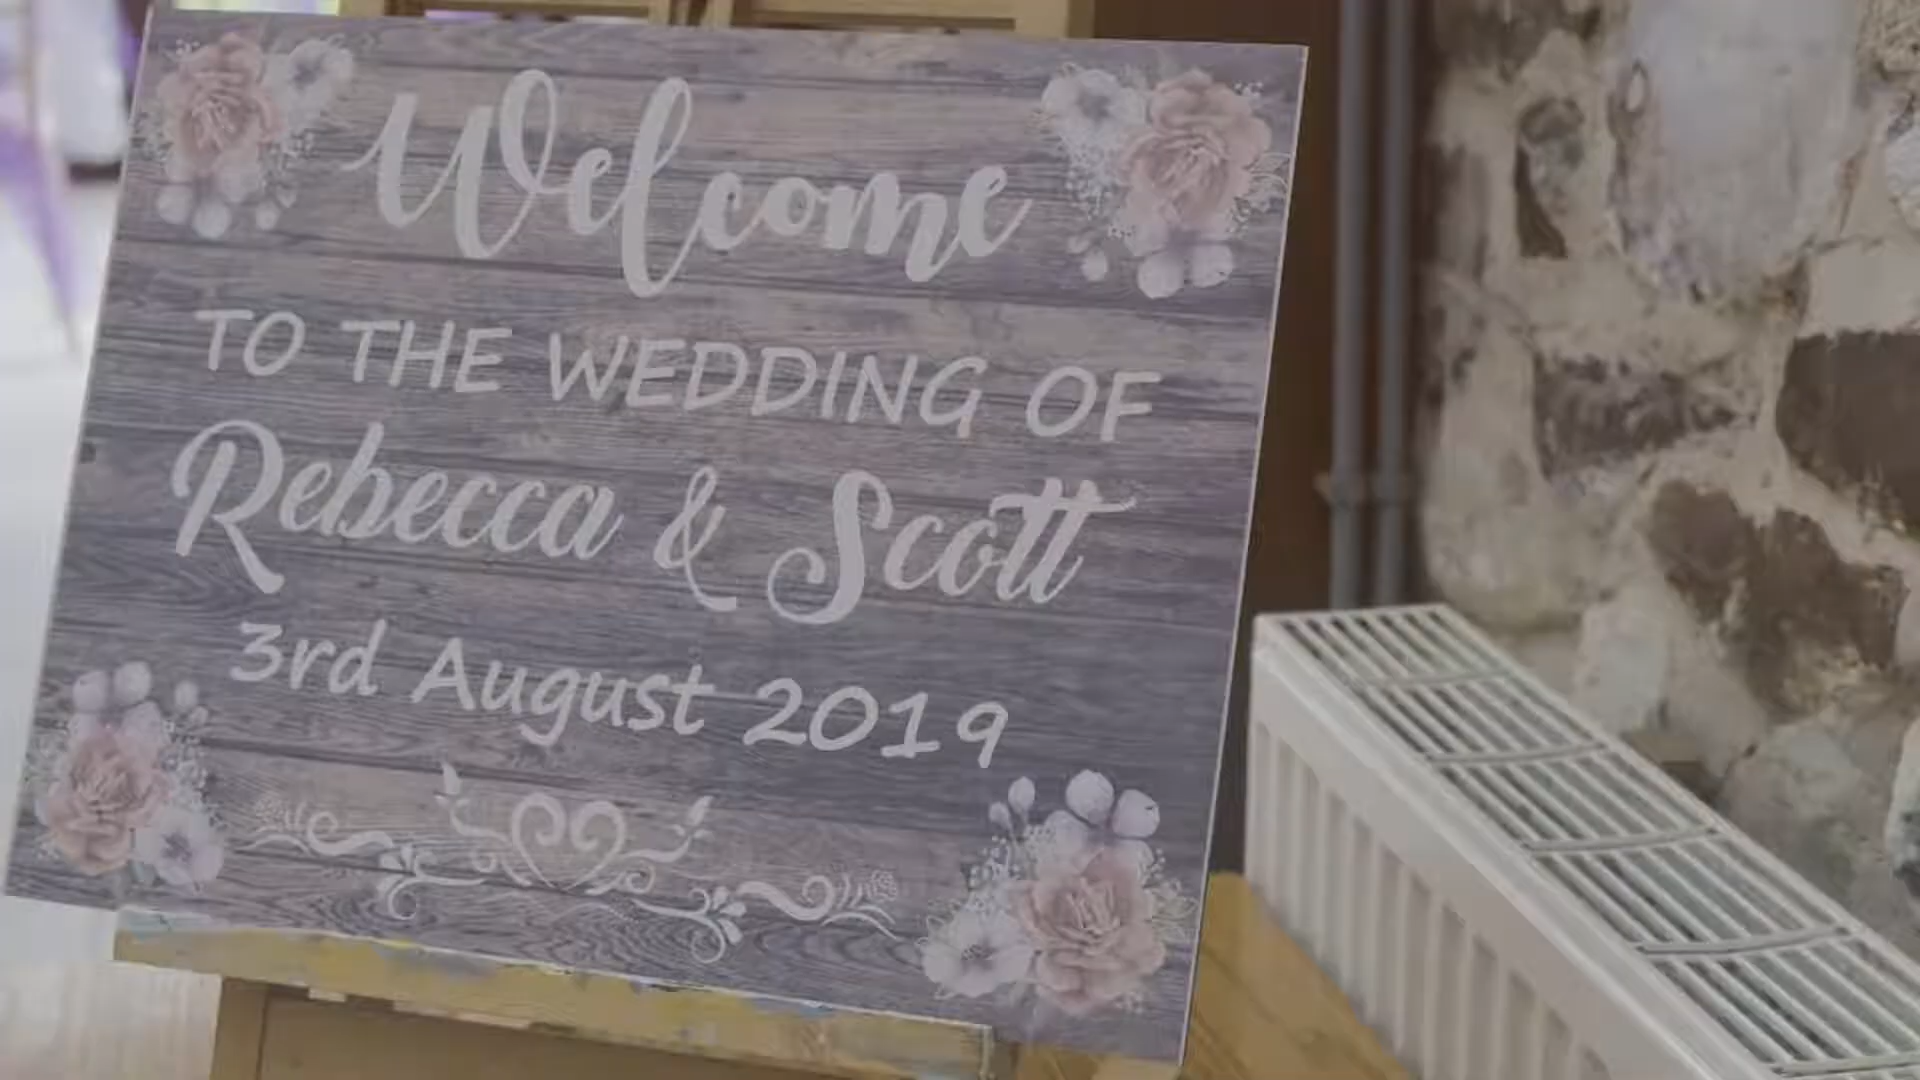 Welcome
TO THE WEDDING OF
Rebecca & Scott
3rd August 2019